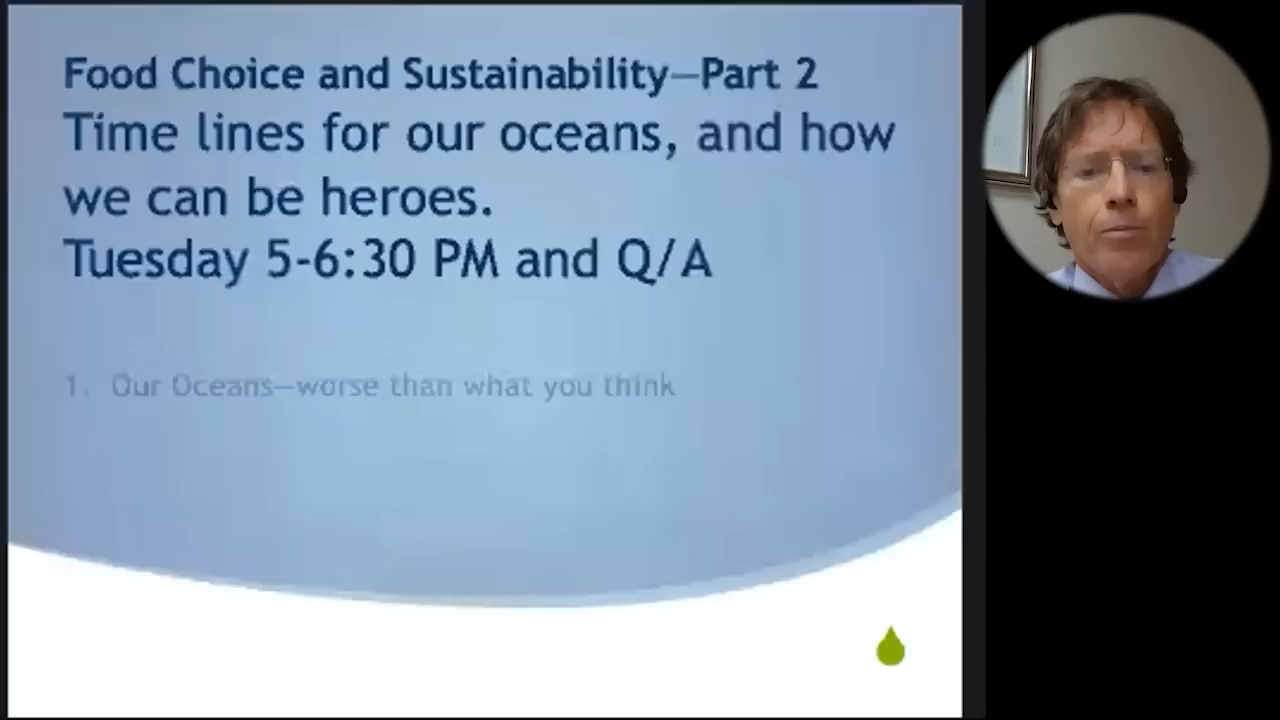 Food Choice and Sustainability—Part 2
Time lines for our oceans, and how
we can be heroes.
Tuesday 5-6:30 PM and Q/A
1. Our Oceans—worse than what you think